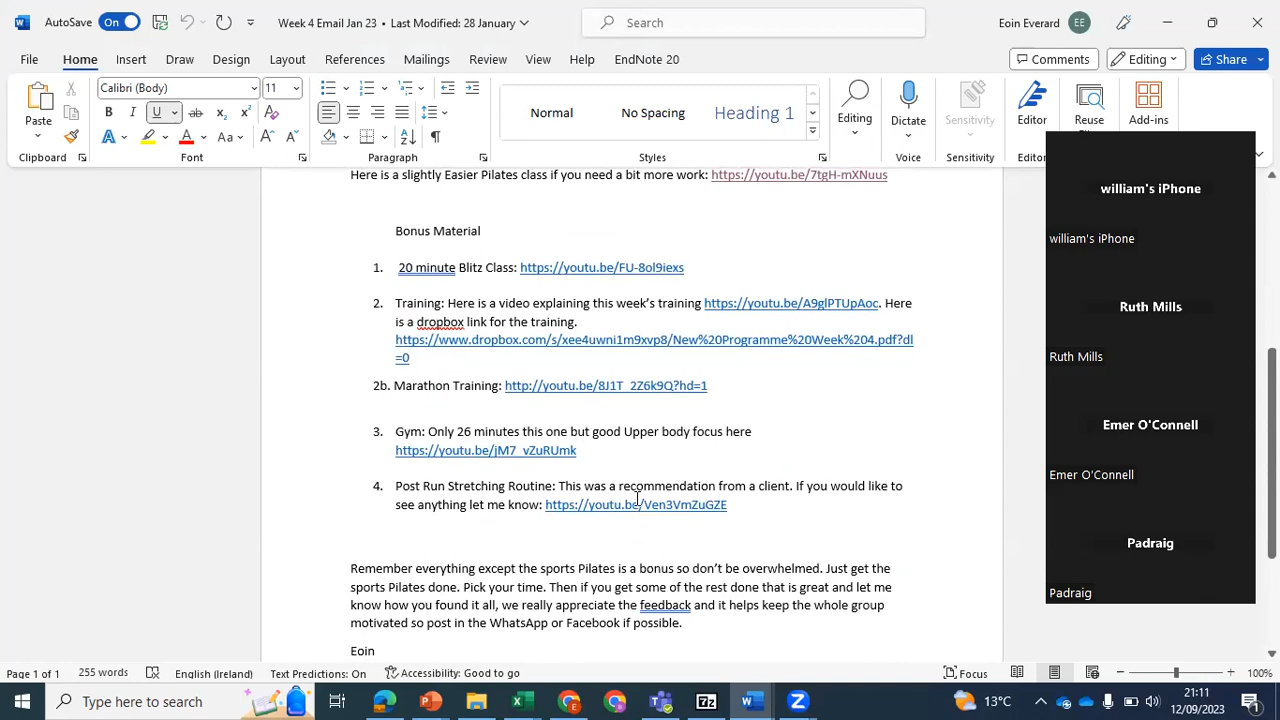 AutoSave On
Week 4 Email Jan 23 • Last Modified: 28 January
Search
Eoin Everard EE
File Home Insert Draw Design Layout References Mailings Review View Help EndNote 20
Comments Editing Share
Paste
Calibri (Body) 11
B I U ab x₂ x²
A A Aa A A
Normal No Spacing Heading 1
Editing
Dictate
Sensitivity
Editor
Reuse
Add-ins
Clipboard Font Paragraph Styles Voice Sensitivity Editor
Here is a slightly Easier Pilates class if you need a bit more work: https://youtu.be/7tgH-mXNuus
Bonus Material
1. 20 minute Blitz Class: https://youtu.be/FU-8ol9iexs
2. Training: Here is a video explaining this week’s training https://youtu.be/A9glPTUpAoc. Here
is a dropbox link for the training.
https://www.dropbox.com/s/xee4uwni1m9xvp8/New%20Programme%20Week%204.pdf?dl
=0
2b. Marathon Training: http://youtu.be/8J1T_2Z6k9Q?hd=1
3. Gym: Only 26 minutes this one but good Upper body focus here
https://youtu.be/jM7_vZuRUmk
4. Post Run Stretching Routine: This was a recommendation from a client. If you would like to
see anything let me know: https://youtu.be/Ven3VmZuGZE
Remember everything except the sports Pilates is a bonus so don’t be overwhelmed. Just get the
sports Pilates done. Pick your time. Then if you get some of the rest done that is great and let me
know how you found it all, we really appreciate the feedback and it helps keep the whole group
motivated so post in the WhatsApp or Facebook if possible.
Eoin
william's iPhone
william's iPhone
Ruth Mills
Ruth Mills
Emer O'Connell
Emer O'Connell
Padraig
Padraig
Page 1 of 1 255 words English (Ireland) Text Predictions: On Accessibility: Good to go Focus 100%
Type here to search
13°C
21:11
12/09/2023